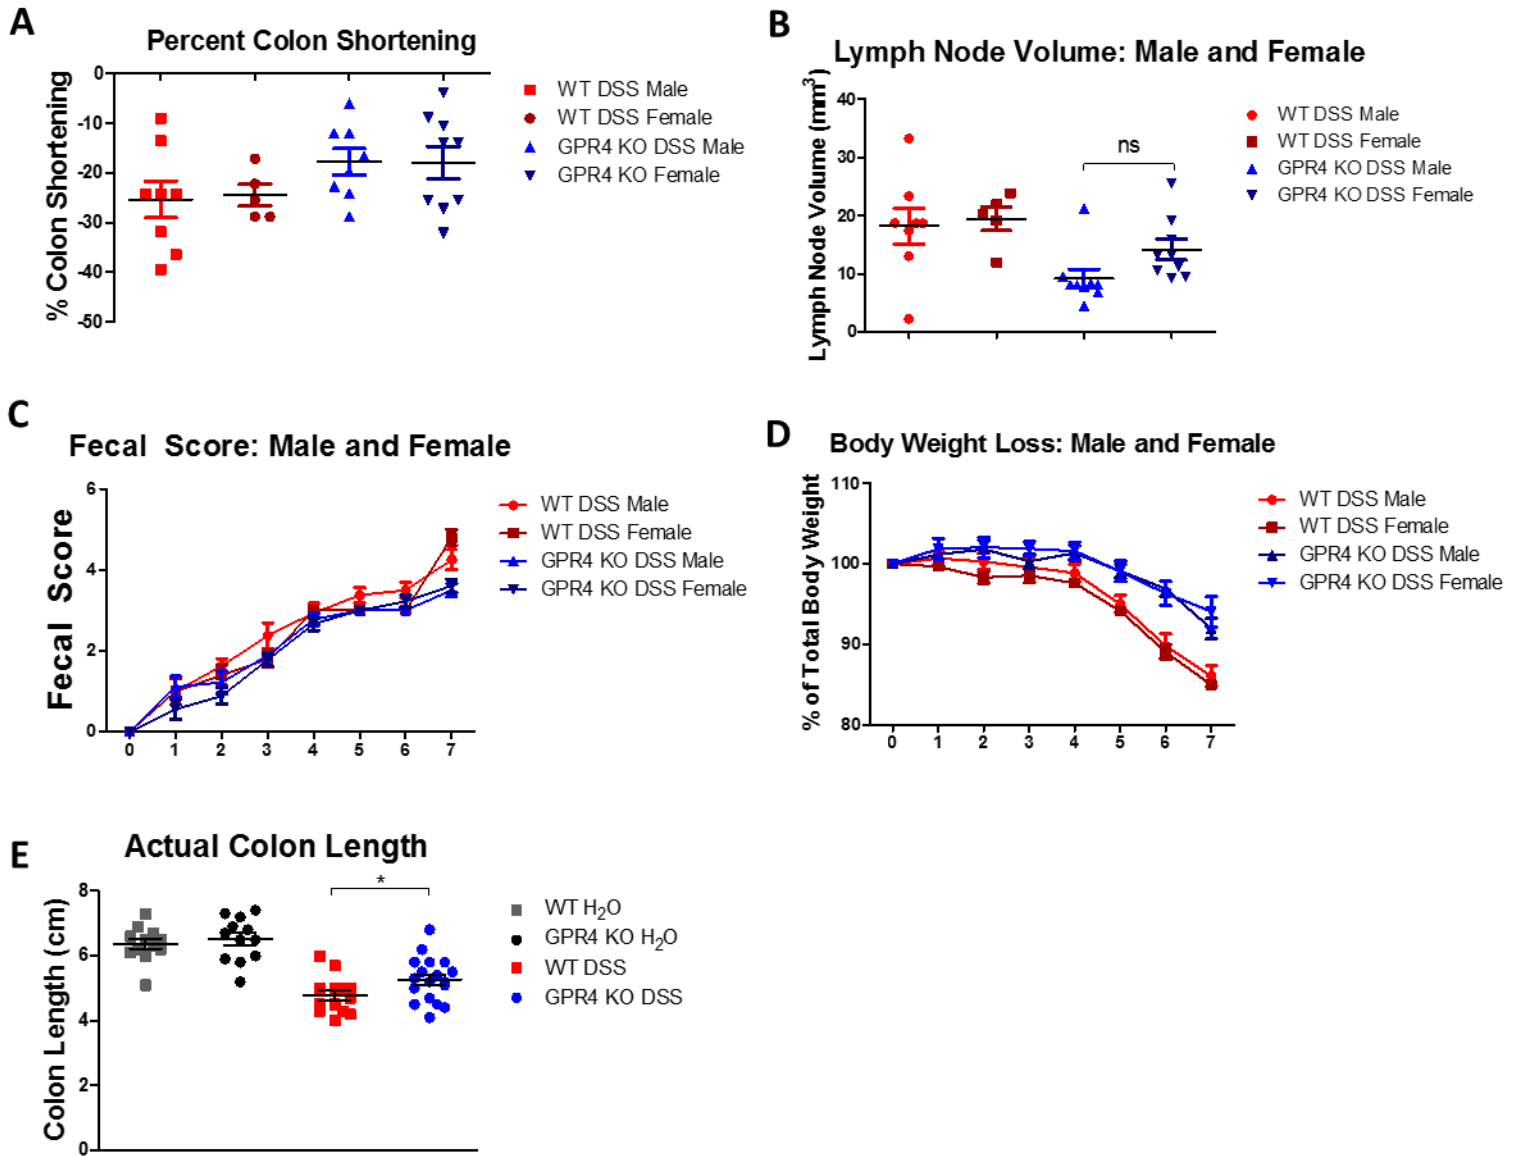 A
Percent Colon Shortening
% Colon Shortening
0
-10
-20
-30
-40
-50
WT DSS Male
WT DSS Female
GPR4 KO DSS Male
GPR4 KO Female
B
Lymph Node Volume: Male and Female
Lymph Node Volume (mm³)
40
30
20
10
0
ns
WT DSS Male
WT DSS Female
GPR4 KO DSS Male
GPR4 KO DSS Female
C
Fecal Score: Male and Female
Fecal Score
6
4
2
0
0 1 2 3 4 5 6 7
WT DSS Male
WT DSS Female
GPR4 KO DSS Male
GPR4 KO DSS Female
D
Body Weight Loss: Male and Female
% of Total Body Weight
110
100
90
80
0 1 2 3 4 5 6 7
WT DSS Male
WT DSS Female
GPR4 KO DSS Male
GPR4 KO DSS Female
E
Actual Colon Length
Colon Length (cm)
8
6
4
2
0
*
WT H₂O
GPR4 KO H₂O
WT DSS
GPR4 KO DSS